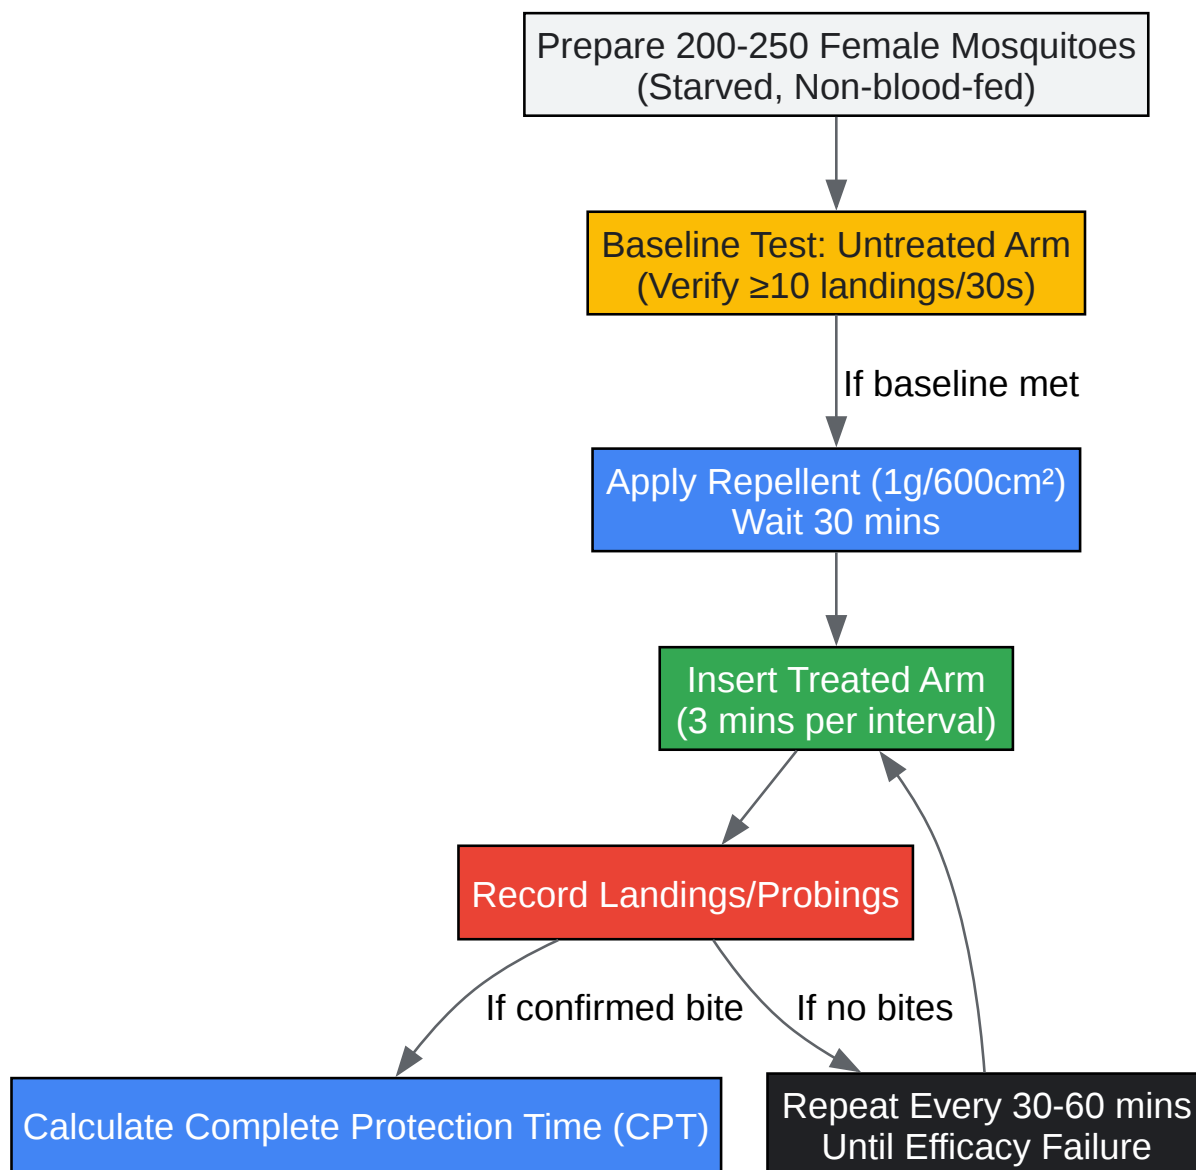 Prepare 200-250 Female Mosquitoes
(Starved, Non-blood-fed)
Baseline Test: Untreated Arm
(Verify ≥10 landings/30s)
If baseline met
Apply Repellent (1g/600cm²)
Wait 30 mins
Insert Treated Arm
(3 mins per interval)
Record Landings/Probings
If confirmed bite
If no bites
Calculate Complete Protection Time (CPT)
Repeat Every 30-60 mins
Until Efficacy Failure